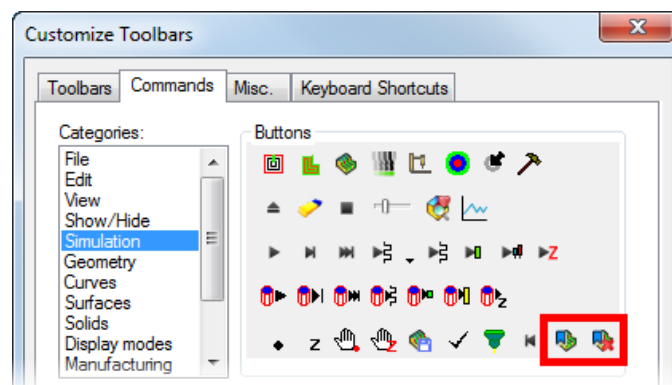 Customize Toolbars
Toolbars Commands Misc. Keyboard Shortcuts
Categories:
File
Edit
View
Show/Hide
Simulation
Geometry
Curves
Surfaces
Solids
Display modes
Manufacturing
Buttons
Z
Z
z
z
Z